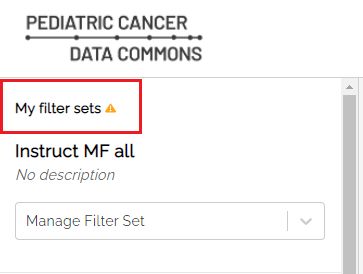 PEDIATRIC CANCER
DATA COMMONS
My filter sets
Instruct MF all
No description
Manage Filter Set